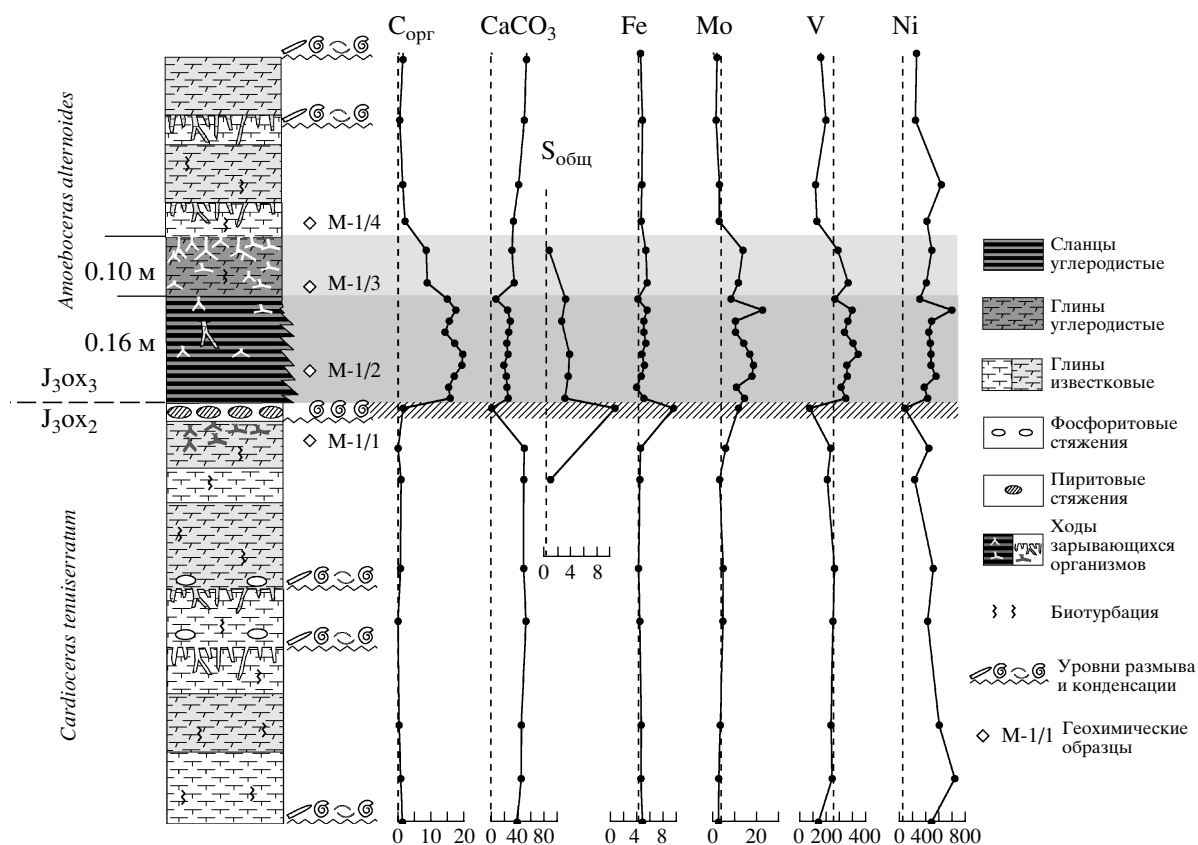 C_орг CaCO₃ Fe Mo V Ni
S_общ
Amoeboceras alternoides
Cardioceras tenuiserratum
M-1/4
0.10 м
M-1/3
0.16 м
M-1/2
J₃ox₃
J₃ox₂
M-1/1
0 4 8
0 10 20
0 40 80
0 4 8
0 20
0 200 400
0 400 800
Сланцы
углеродистые
Глины
углеродистые
Глины
известковые
Фосфоритовые
стяжения
Пиритовые
стяжения
Ходы
зарывающихся
организмов
Биотурбация
Уровни размыва
и конденсации
M-1/1 Геохимические
образцы